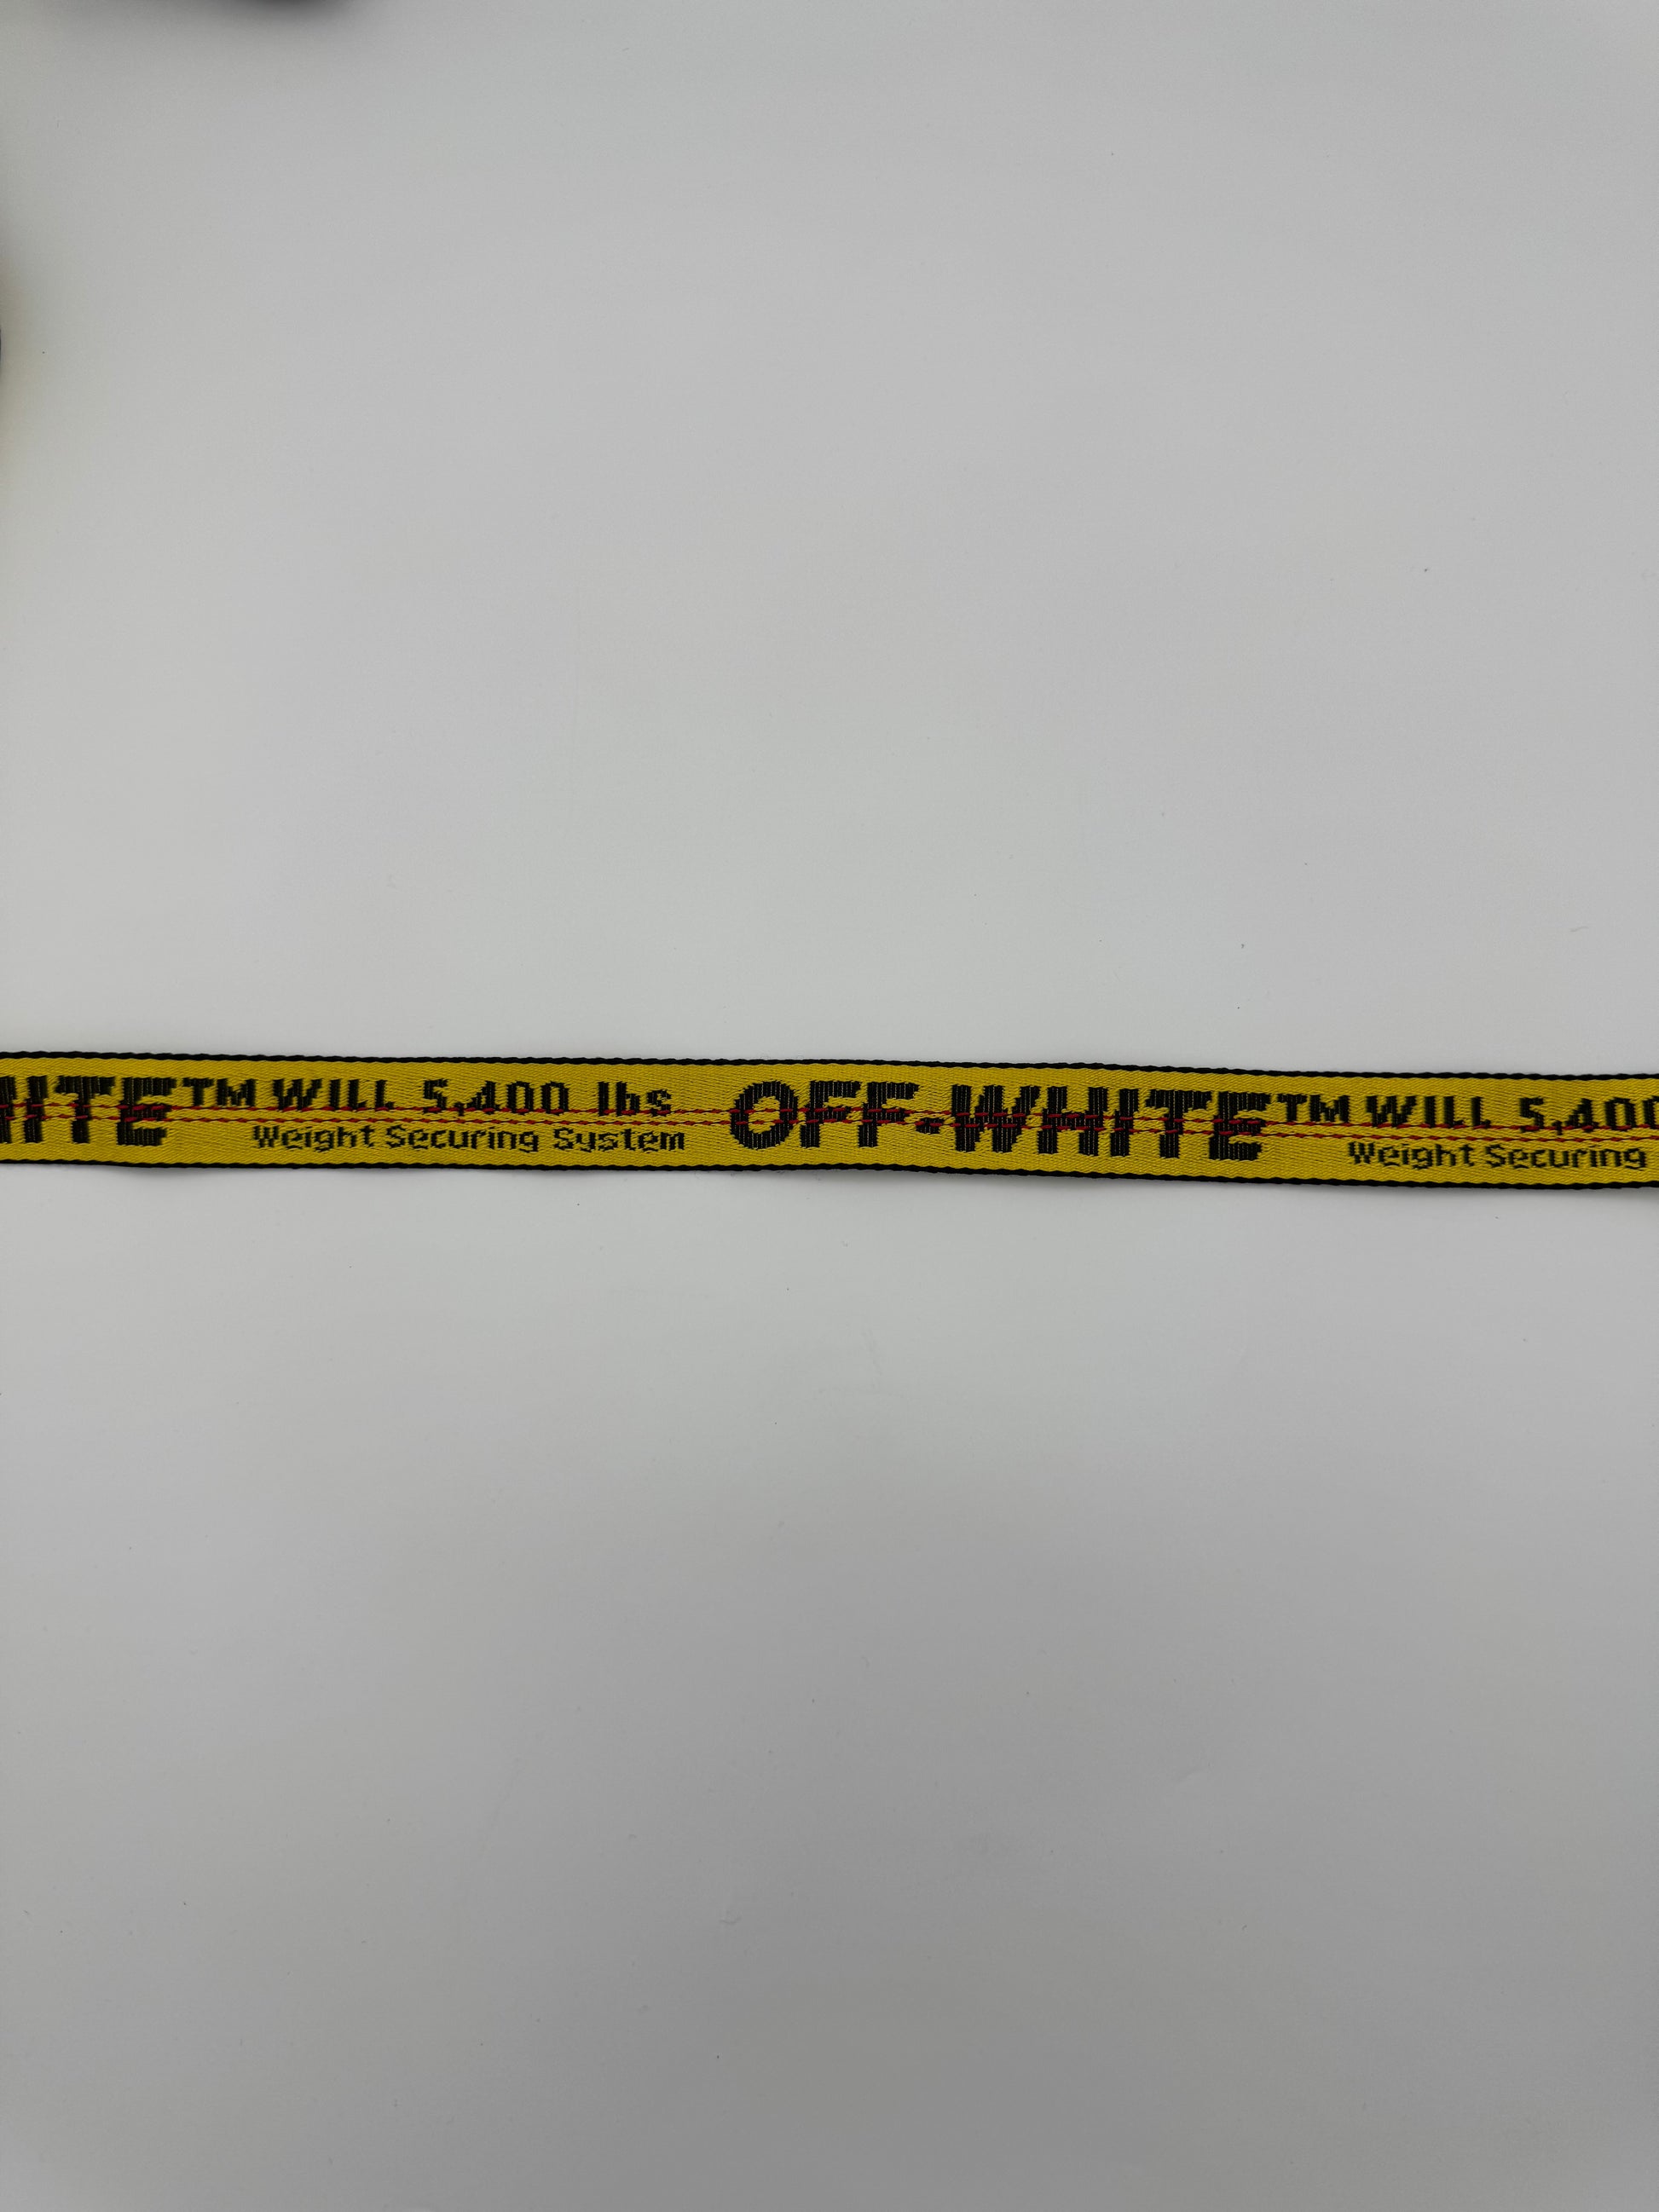 HITE™ WILL 5,400 lbs OFF-WHITE™ WILL 5,400
Weight Securing System Weight Securing